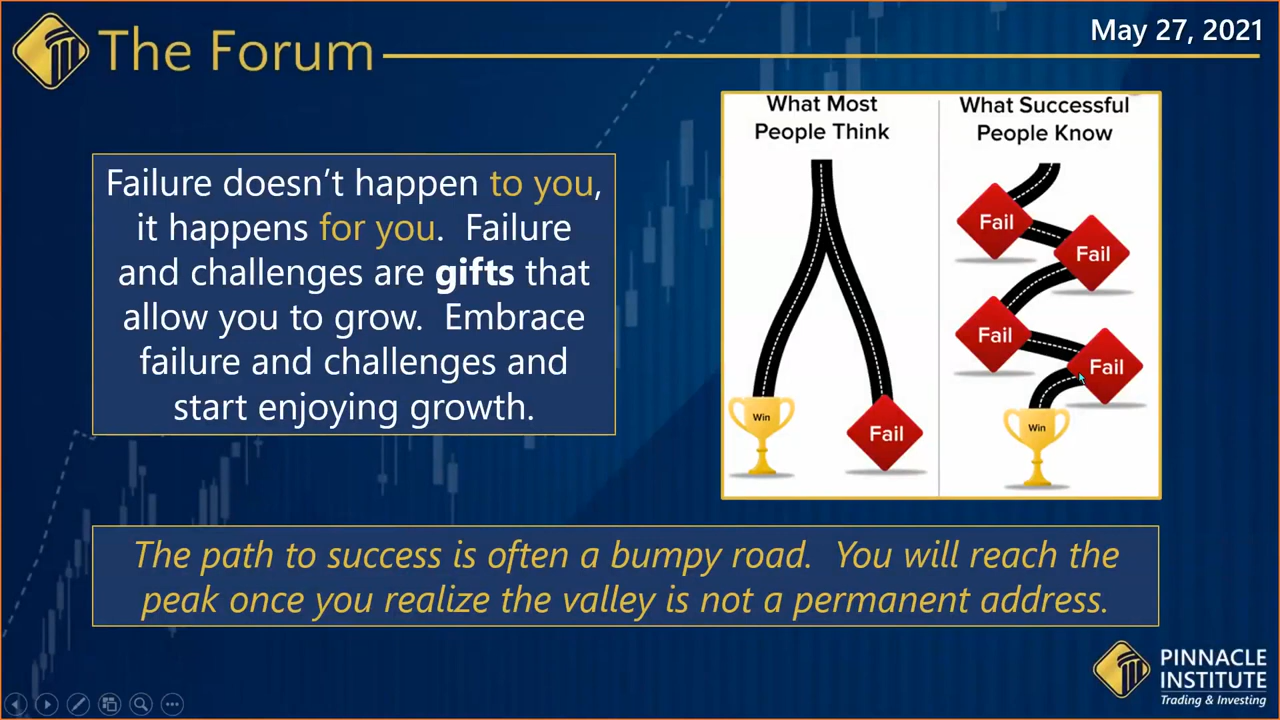 The Forum
May 27, 2021
Failure doesn’t happen to you,
it happens for you.  Failure
and challenges are gifts that
allow you to grow.  Embrace
failure and challenges and
start enjoying growth.
What Most
People Think
Win
Fail
What Successful
People Know
Fail
Fail
Fail
Fail
Win
The path to success is often a bumpy road.  You will reach the
peak once you realize the valley is not a permanent address.
PINNACLE
INSTITUTE
Trading & Investing